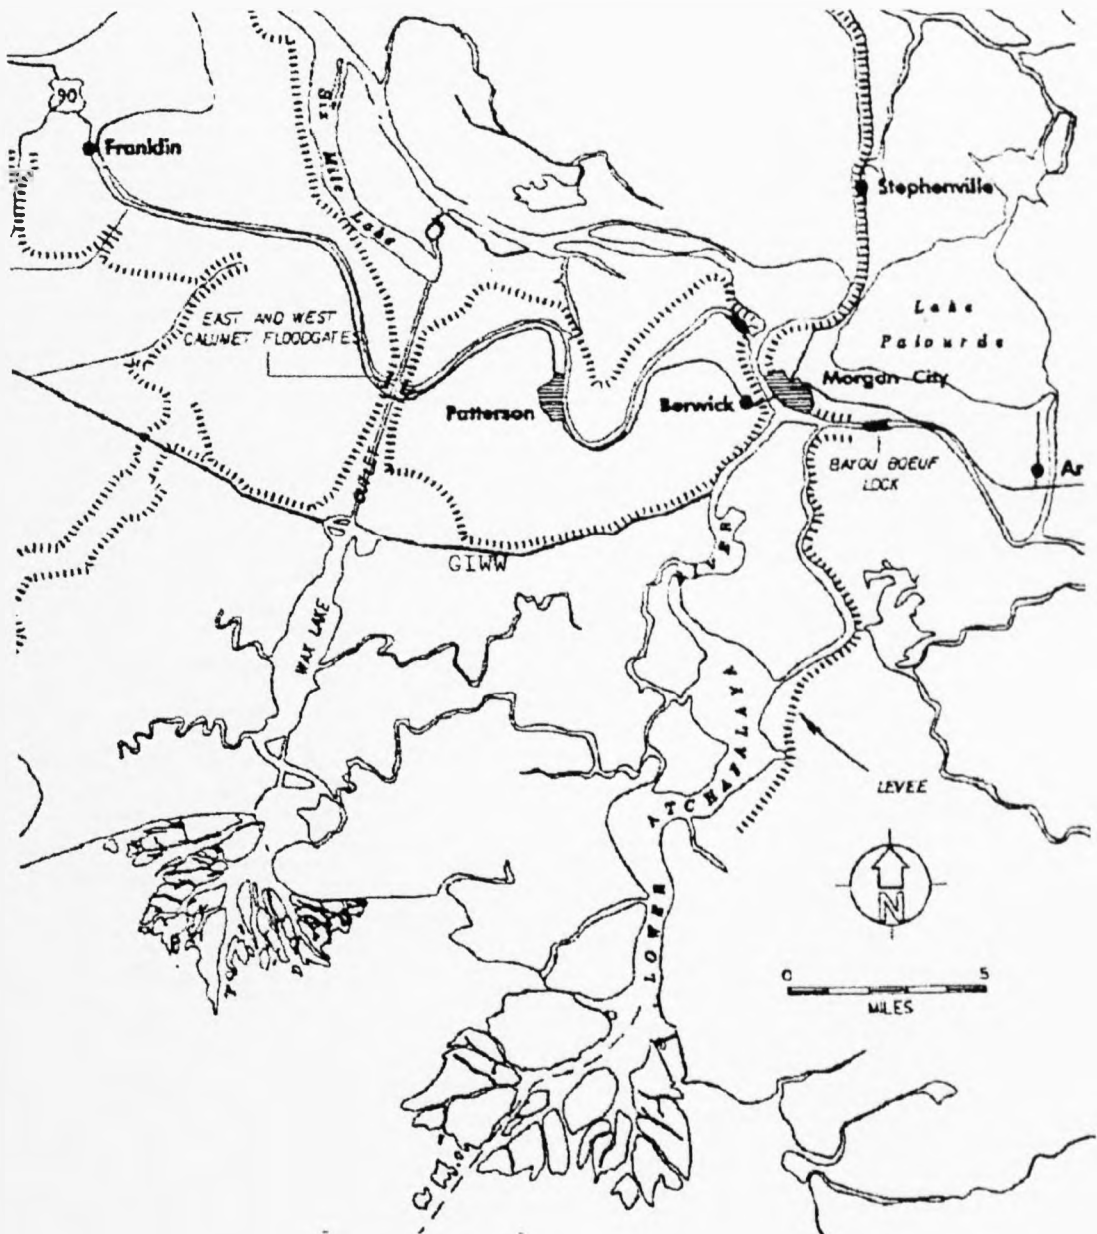 90
Franklin
Six
Mile
Lake
Stephenville
EAST AND WEST
CALUMET FLOODGATES
Lake
Palourde
Morgan City
Patterson
Berwick
BAYOU BOEUF
LOCK
Ar
OUTLET
GIWW
RIVER
WAX LAKE
LOWER ATCHAFALAYA
LEVEE
N
0 5
MILES